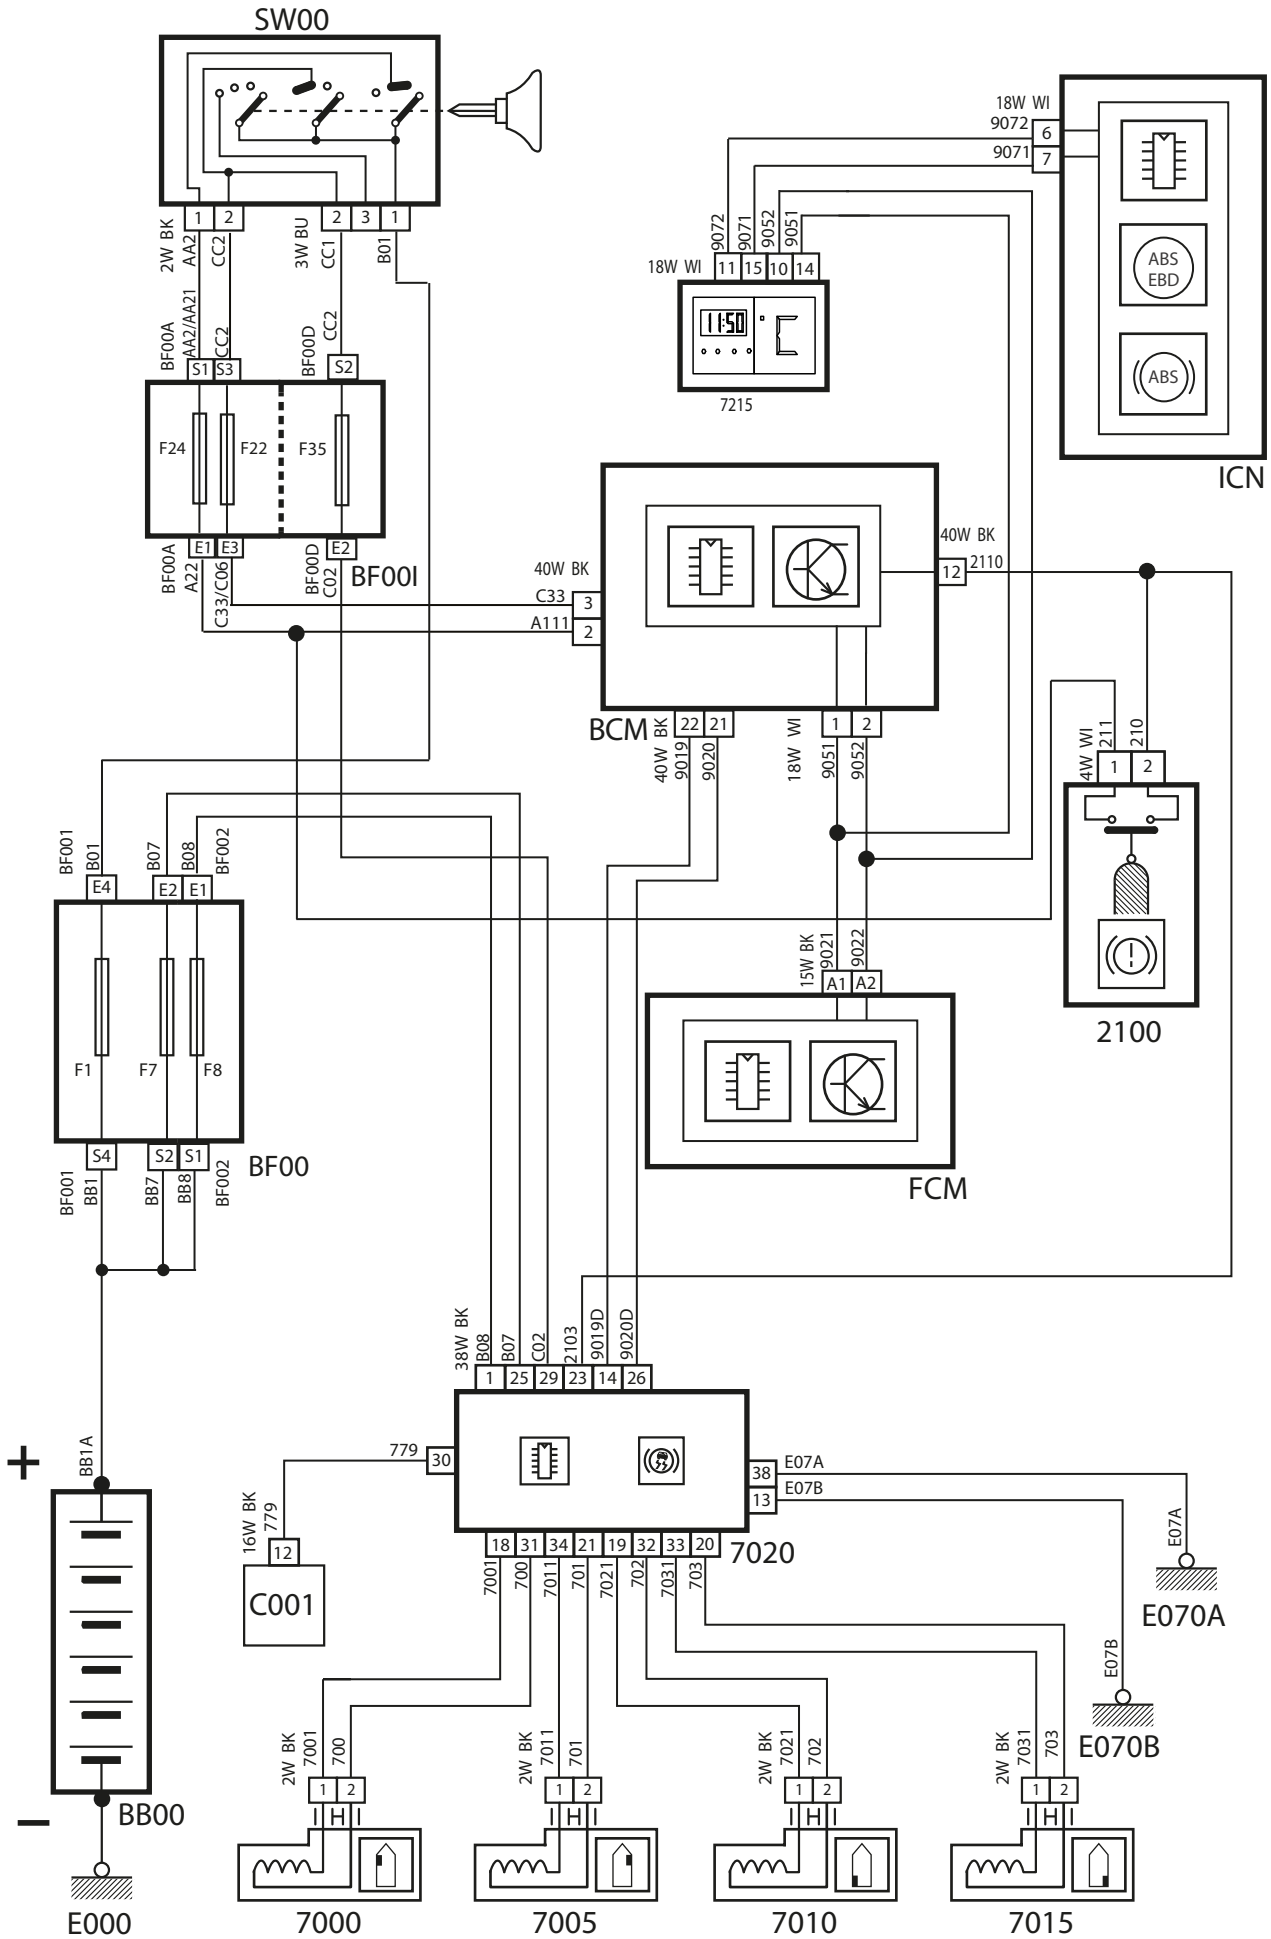 SW00
1 2 2 3 1
2W BK
AA2
CC2
3W BU
CC1
B01
BF00A
AA2/AA21
CC2
BF00D
CC2
S1 S3 S2
F24 F22 F35
E1 E3 E2
BF00A
A22
C33/C06
BF00D
C02
BF00I
18W WI
9072 6
9071 7
ABS
EBD
ABS
ICN
9072
9071
9052
9051
18W WI 11 15 10 14
11:50
7215
40W BK
C33 3
A111 2
40W BK
12 2110
BCM
22 21 1 2
40W BK
9019
9020
18W WI
9051
9052
4W WI
211
210
1 2
2100
BF001
B01
B07
B08
BF002
E4 E2 E1
F1 F7 F8
S4 S2 S1
BF00
BF001
BB1
BB7
BB8
BF002
15W BK
9021
9022
A1 A2
FCM
38W BK
B08
B07
C02
2103
9019D
9020D
1 25 29 23 14 26
779 30
38 E07A
13 E07B
18 31 34 21 19 32 33 20
7020
7001
700
7011
701
7021
702
7031
703
16W BK
779
12
C001
E07A
E070A
E07B
E070B
+
BB1A
−
BB00
E000
2W BK
7001
700
1 2
7000
2W BK
7011
701
1 2
7005
2W BK
7021
702
1 2
7010
2W BK
7031
703
1 2
7015